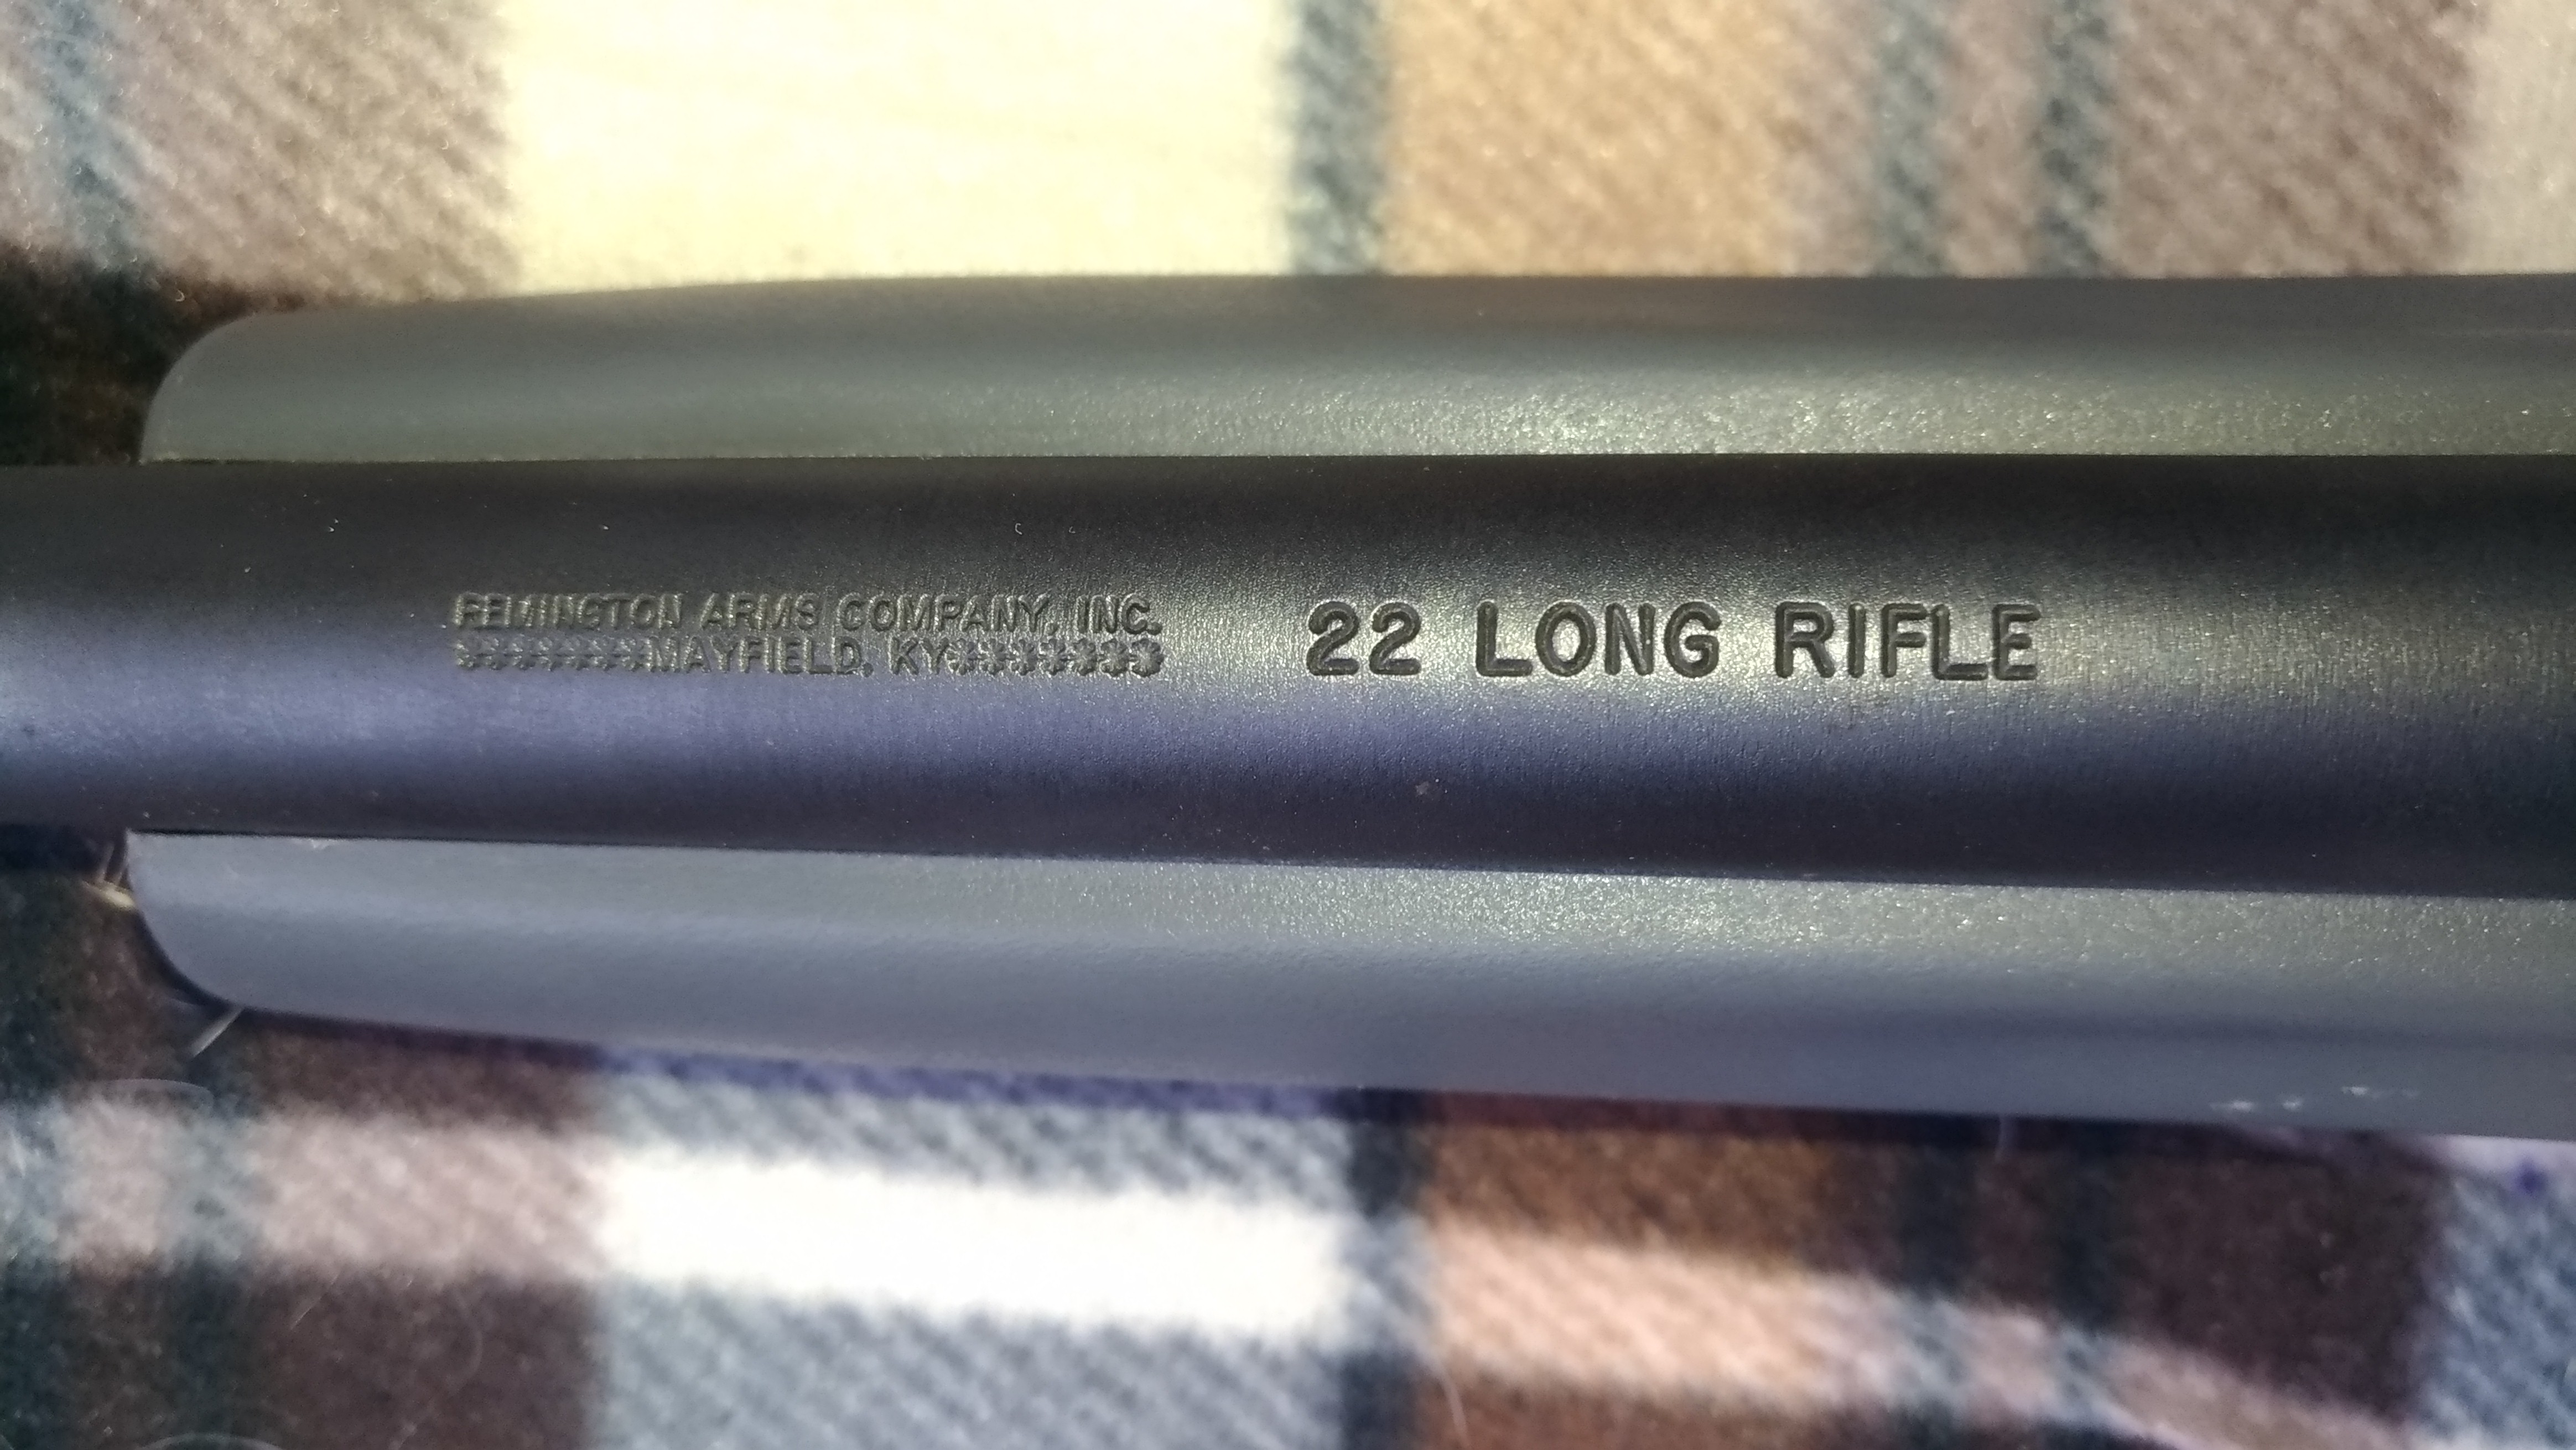 REMINGTON ARMS COMPANY, INC.
*******MAYFIELD, KY********
22 LONG RIFLE